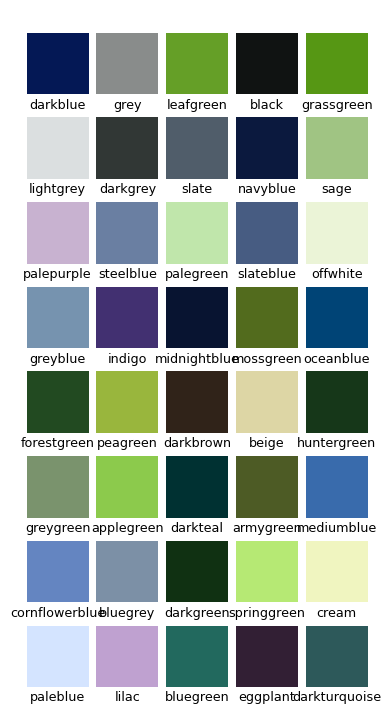 darkblue grey leafgreen black grassgreen
lightgrey darkgrey slate navyblue sage
palepurple steelblue palegreen slateblue offwhite
greyblue indigo midnightblue mossgreen oceanblue
forestgreen peagreen darkbrown beige huntergreen
greygreen applegreen darkteal armygreen mediumblue
cornflowerblue bluegrey darkgreen springgreen cream
paleblue lilac bluegreen eggplant darkturquoise